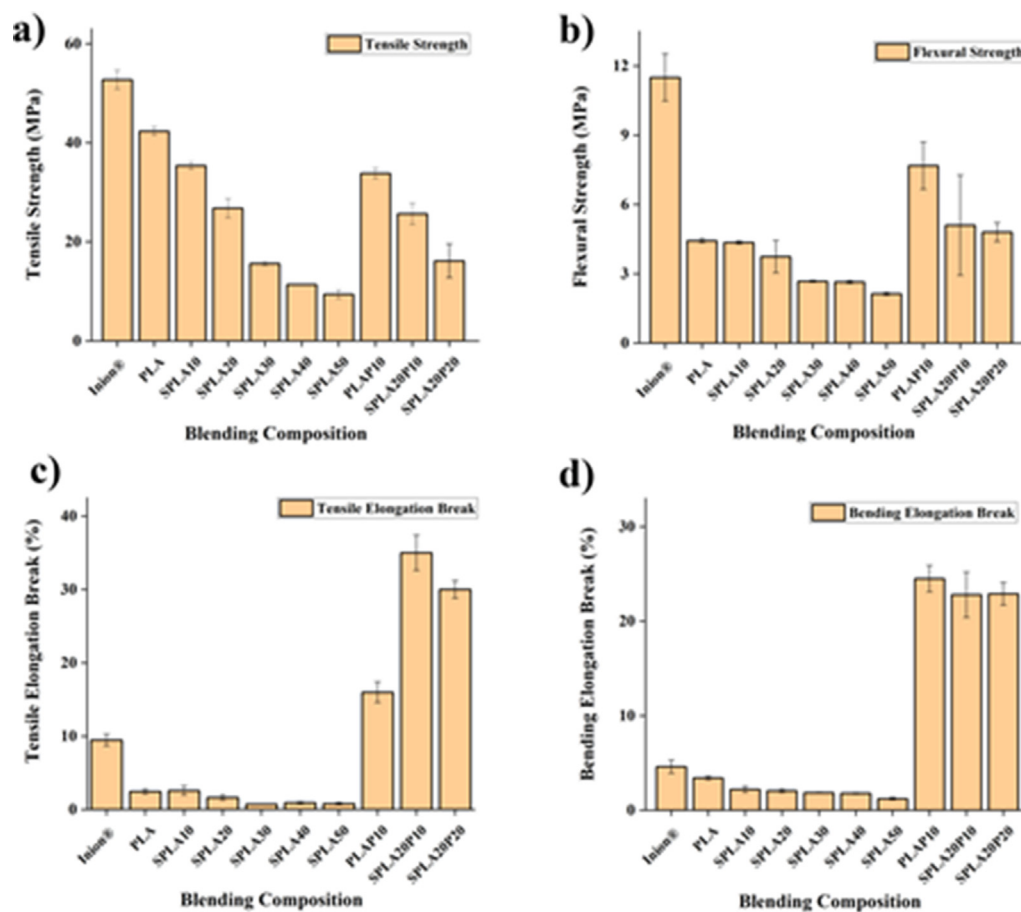 a)
Tensile Strength
Tensile Strength (MPa)
60
40
20
0
Inion®
PLA
SPLA10
SPLA20
SPLA30
SPLA40
SPLA50
PLAP10
SPLA20P10
SPLA20P20
Blending Composition
b)
Flexural Strength
Flexural Strength (MPa)
12
9
6
3
0
Inion®
PLA
SPLA10
SPLA20
SPLA30
SPLA40
SPLA50
PLAP10
SPLA20P10
SPLA20P20
Blending Composition
c)
Tensile Elongation Break
Tensile Elongation Break (%)
40
30
20
10
0
Inion®
PLA
SPLA10
SPLA20
SPLA30
SPLA40
SPLA50
PLAP10
SPLA20P10
SPLA20P20
Blending Composition
d)
Bending Elongation Break
Bending Elongation Break (%)
30
20
10
0
Inion®
PLA
SPLA10
SPLA20
SPLA30
SPLA40
SPLA50
PLAP10
SPLA20P10
SPLA20P20
Blending Composition